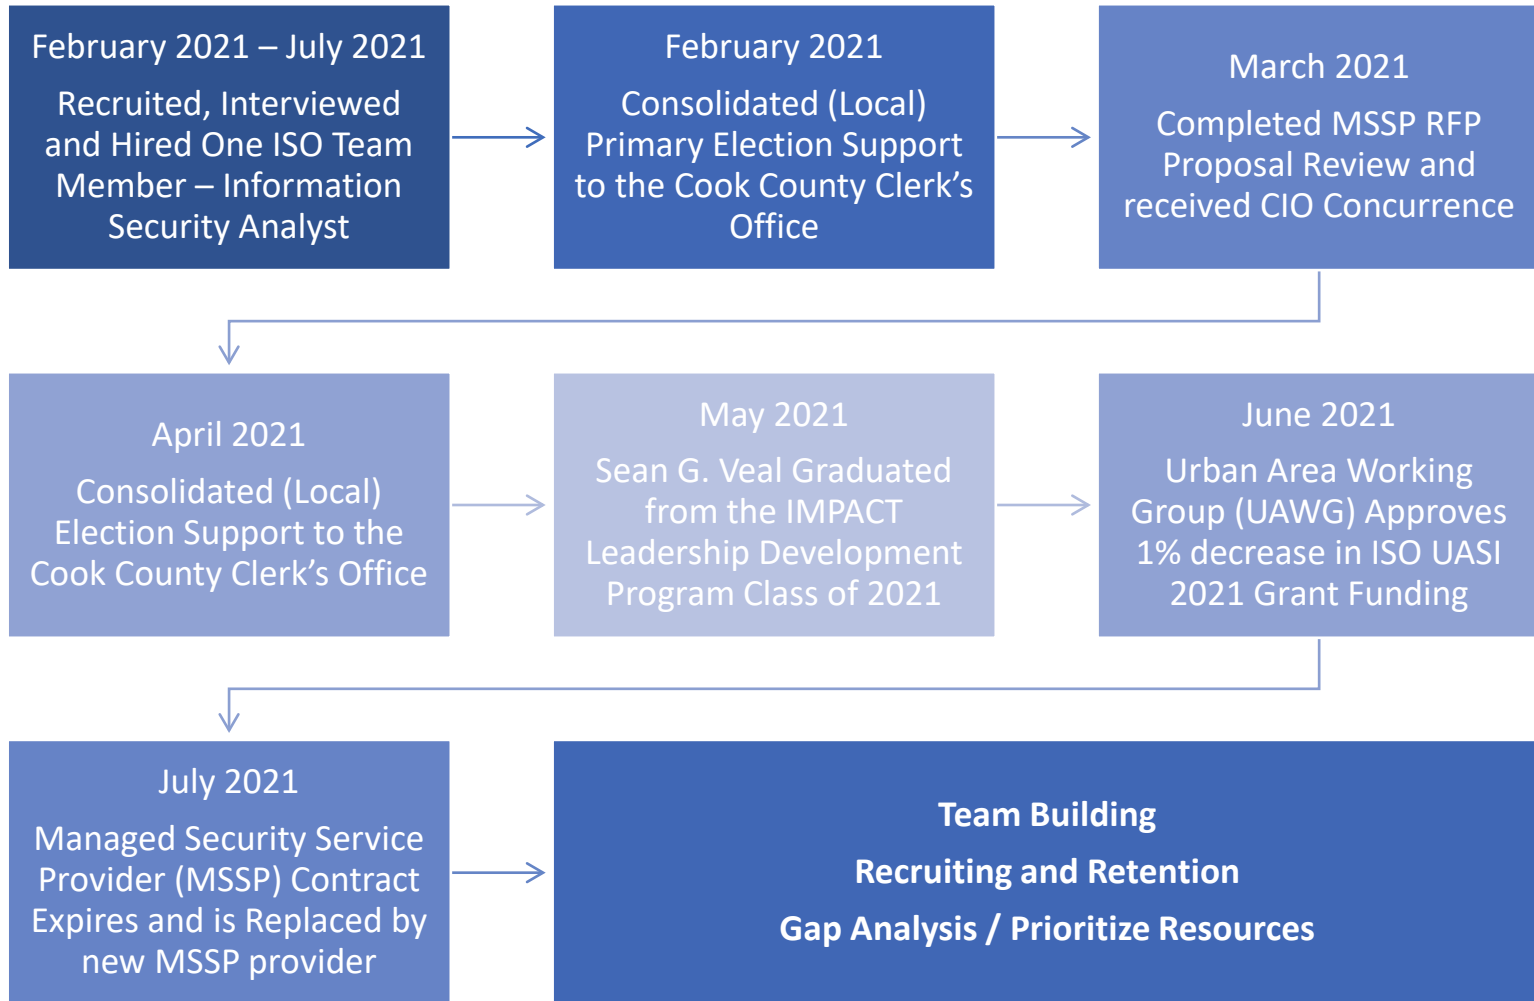 February 2021 – July 2021
Recruited, Interviewed
and Hired One ISO Team
Member – Information
Security Analyst
February 2021
Consolidated (Local)
Primary Election Support
to the Cook County Clerk’s
Office
March 2021
Completed MSSP RFP
Proposal Review and
received CIO Concurrence
April 2021
Consolidated (Local)
Election Support to the
Cook County Clerk’s Office
May 2021
Sean G. Veal Graduated
from the IMPACT
Leadership Development
Program Class of 2021
June 2021
Urban Area Working
Group (UAWG) Approves
1% decrease in ISO UASI
2021 Grant Funding
July 2021
Managed Security Service
Provider (MSSP) Contract
Expires and is Replaced by
new MSSP provider
Team Building
Recruiting and Retention
Gap Analysis / Prioritize Resources